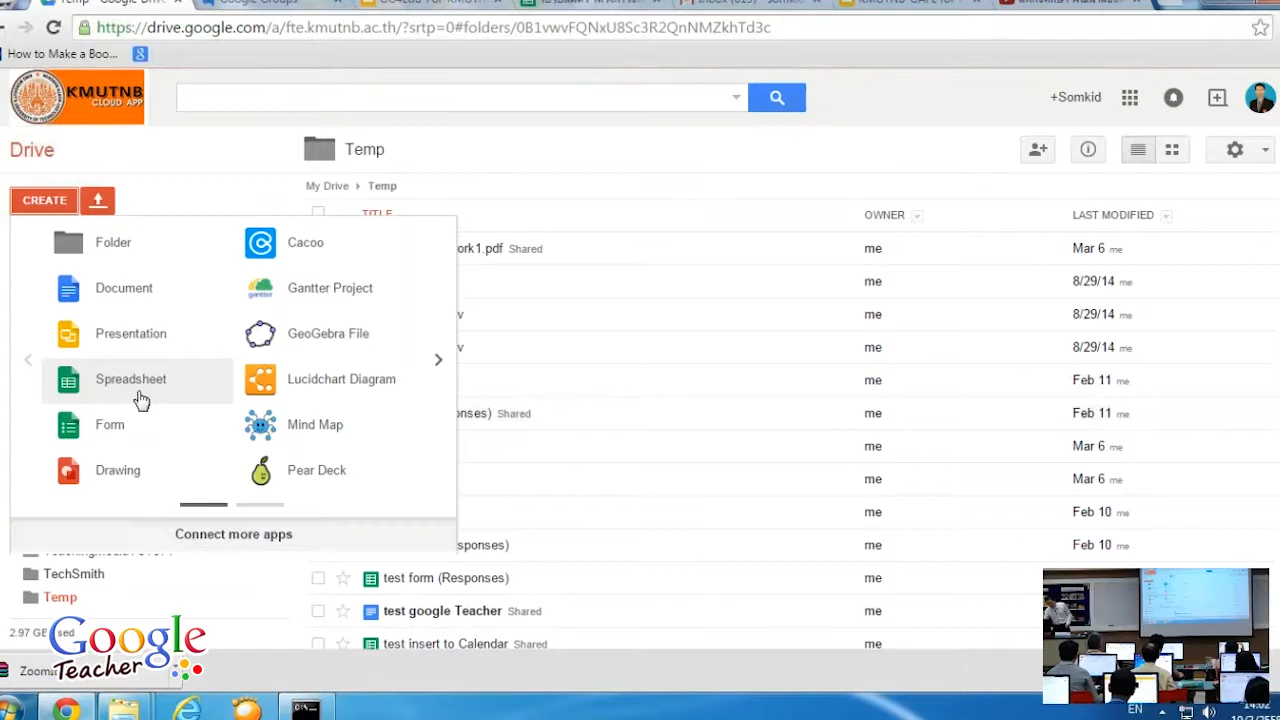 https://drive.google.com/a/fte.kmutnb.ac.th/?srtp=0#folders/0B1vwvFQNxU8Sc3R2QnNMZkhTd3c
How to Make a Boo...
KMUTNB
CLOUD APP
+Somkid
Drive
Temp
My Drive Temp
CREATE
TITLE OWNER LAST MODIFIED
Folder Cacoo
ork1.pdf Shared me Mar 6 me
Document Gantter Project
me 8/29/14 me
v me 8/29/14 me
Presentation GeoGebra File
v me 8/29/14 me
Spreadsheet Lucidchart Diagram
me Feb 11 me
onses) Shared me Feb 11 me
Form Mind Map
me Mar 6 me
Drawing Pear Deck
me Mar 6 me
me Feb 10 me
Connect more apps
sponses) me Feb 10 me
TechSmith
test form (Responses) me
Temp
test google Teacher Shared me
2.97 GE sed
Google
Teacher
test insert to Calendar Shared me
Zoom
EN
14:02